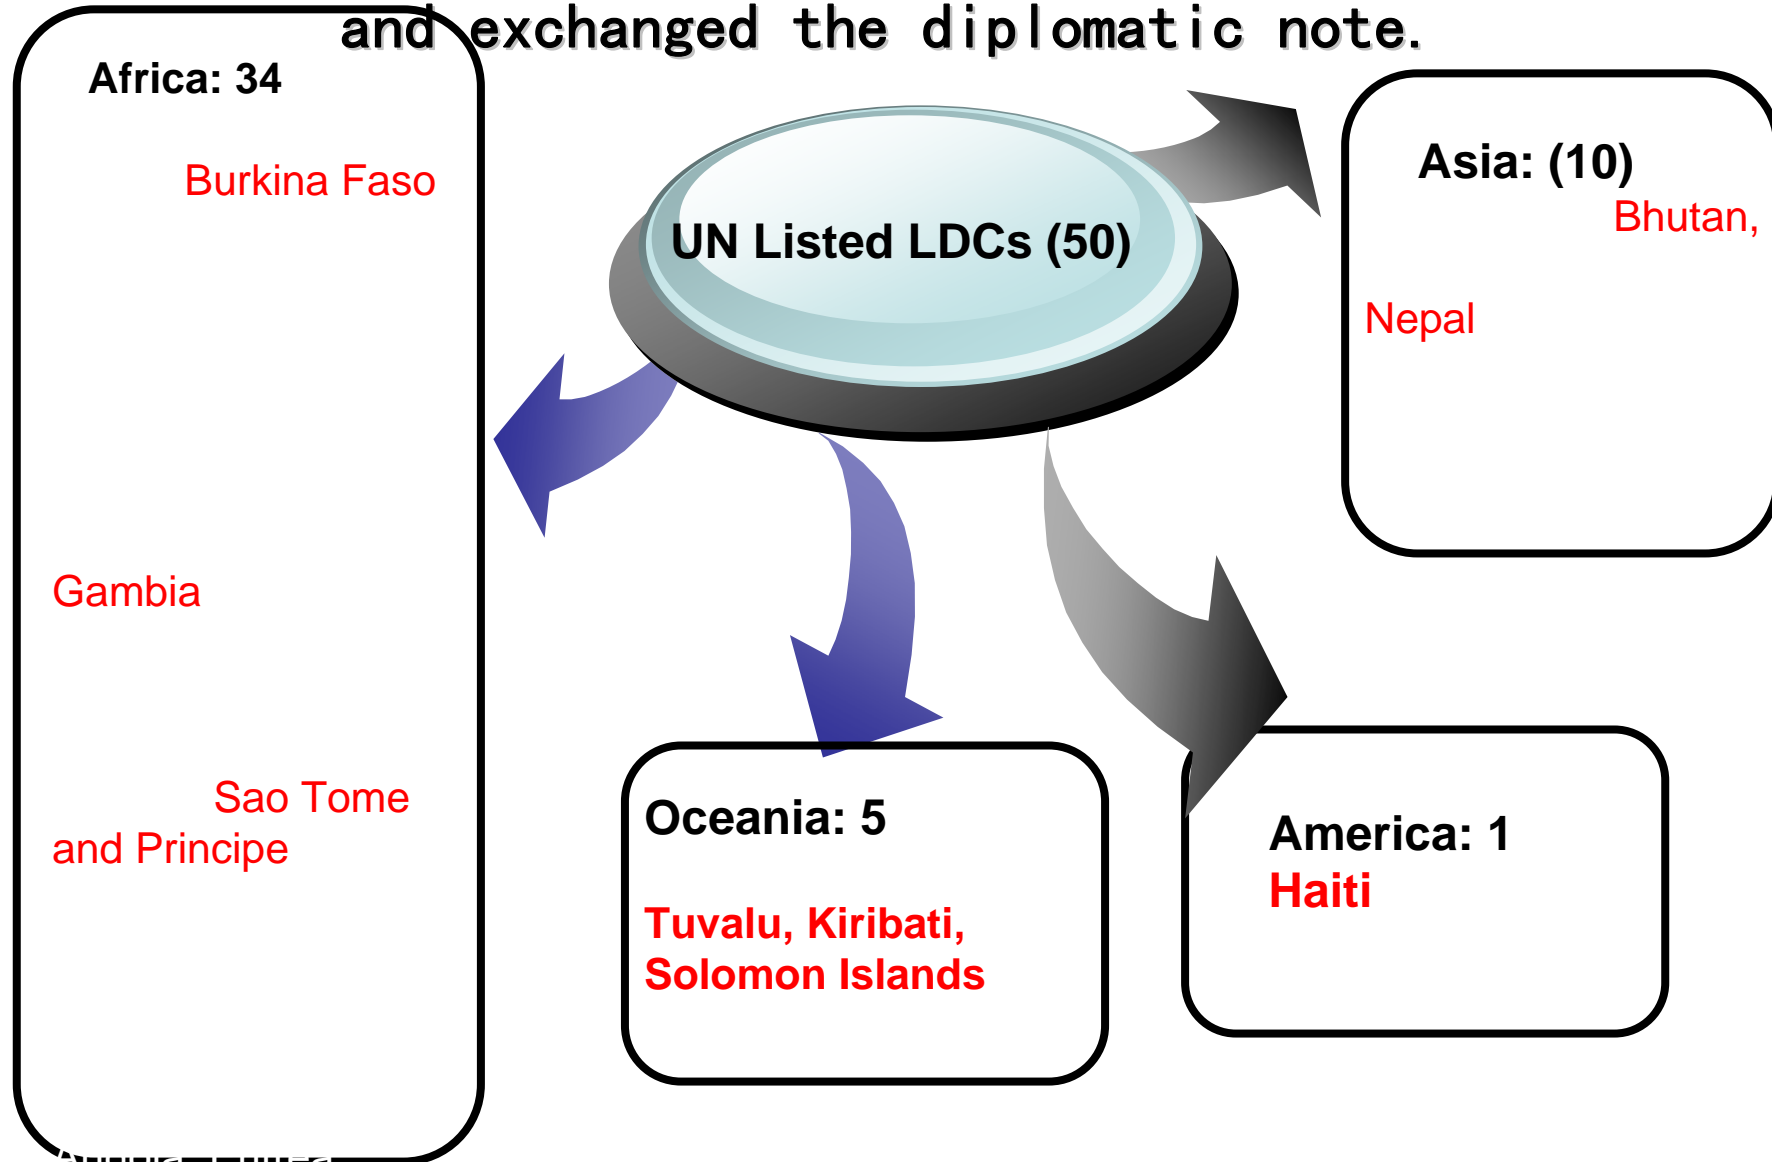 and exchanged the diplomatic note.
Africa: 34
Burkina Faso
Gambia
Sao Tome
and Principe
UN Listed LDCs (50)
Asia: (10)
Bhutan,
Nepal
Oceania: 5
Tuvalu, Kiribati,
Solomon Islands
America: 1
Haiti